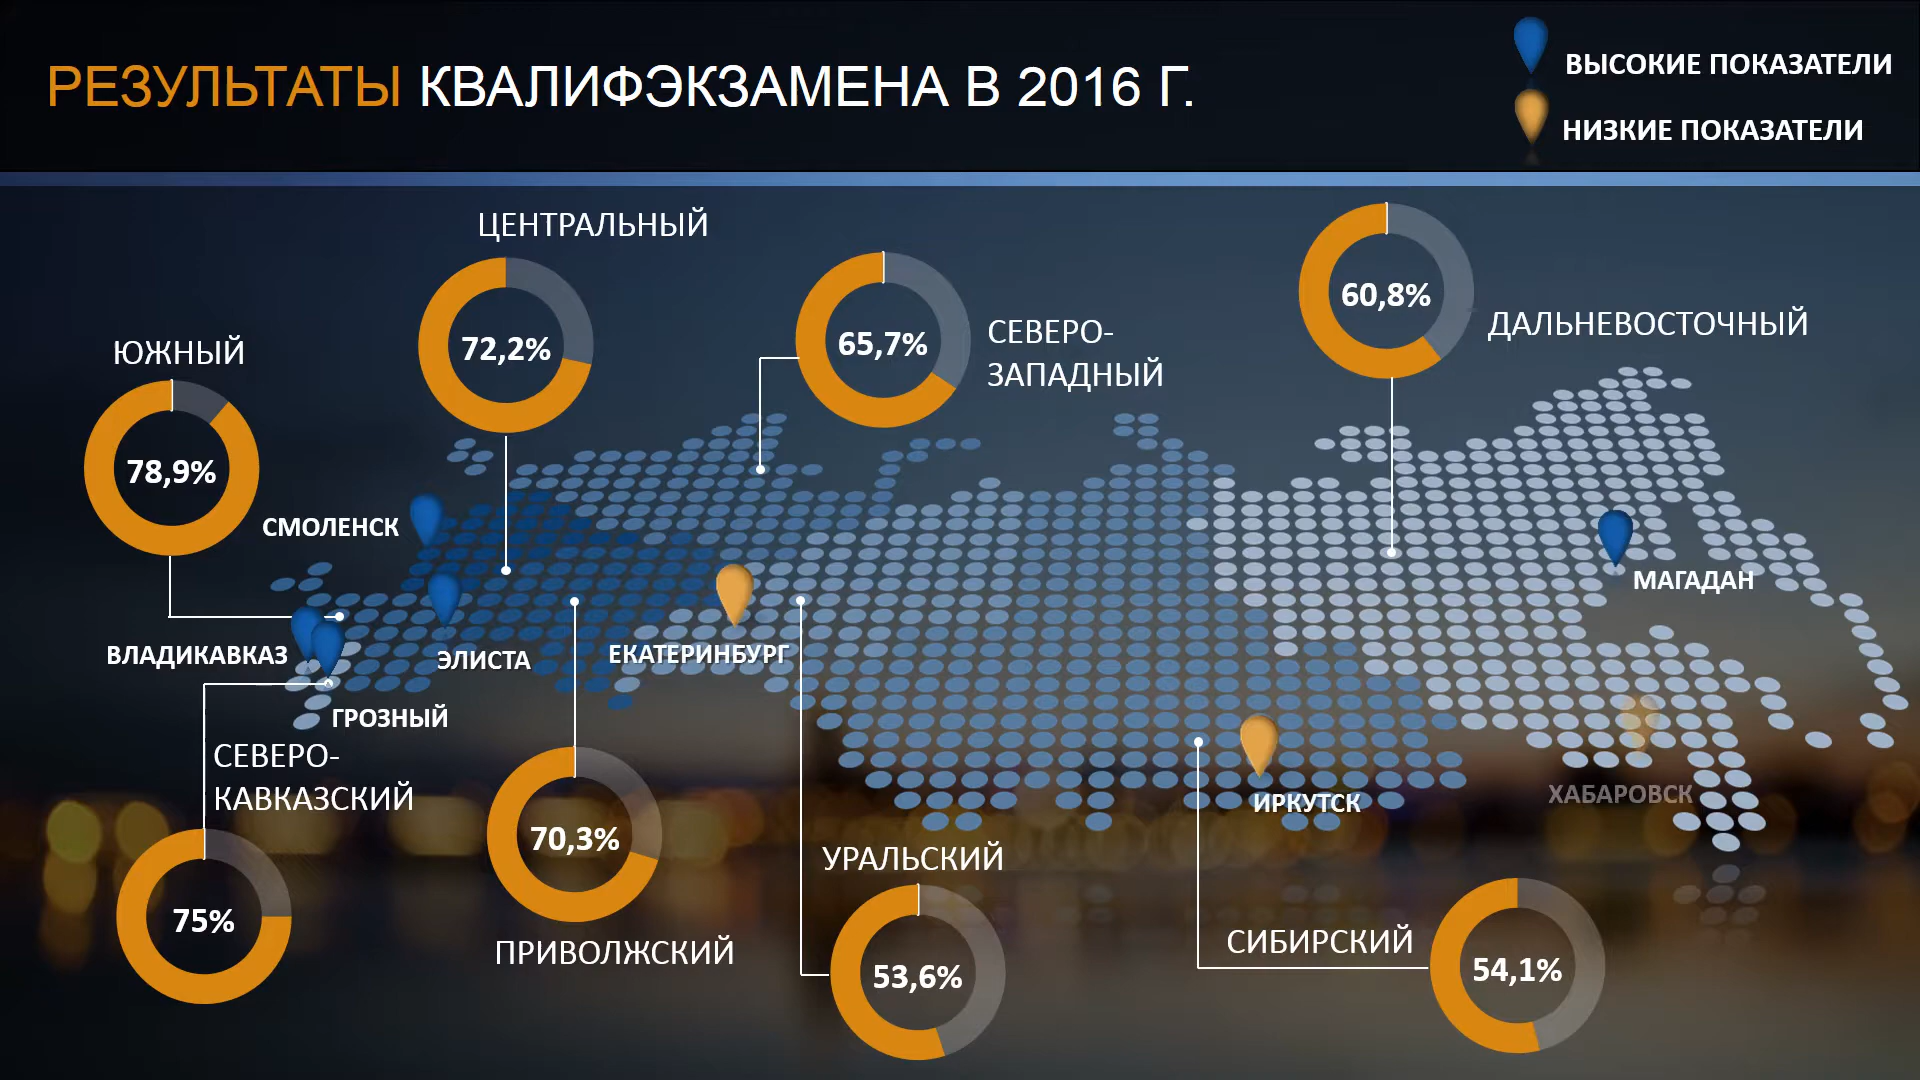 РЕЗУЛЬТАТЫ КВАЛИФЭКЗАМЕНА В 2016 Г.
ВЫСОКИЕ ПОКАЗАТЕЛИ
НИЗКИЕ ПОКАЗАТЕЛИ
ЦЕНТРАЛЬНЫЙ
72,2%
65,7%
СЕВЕРО-
ЗАПАДНЫЙ
60,8%
ДАЛЬНЕВОСТОЧНЫЙ
ЮЖНЫЙ
78,9%
СМОЛЕНСК
МАГАДАН
ВЛАДИКАВКАЗ
ЭЛИСТА
ЕКАТЕРИНБУРГ
ГРОЗНЫЙ
СЕВЕРО-
КАВКАЗСКИЙ
75%
70,3%
ПРИВОЛЖСКИЙ
УРАЛЬСКИЙ
53,6%
ИРКУТСК
ХАБАРОВСК
СИБИРСКИЙ
54,1%